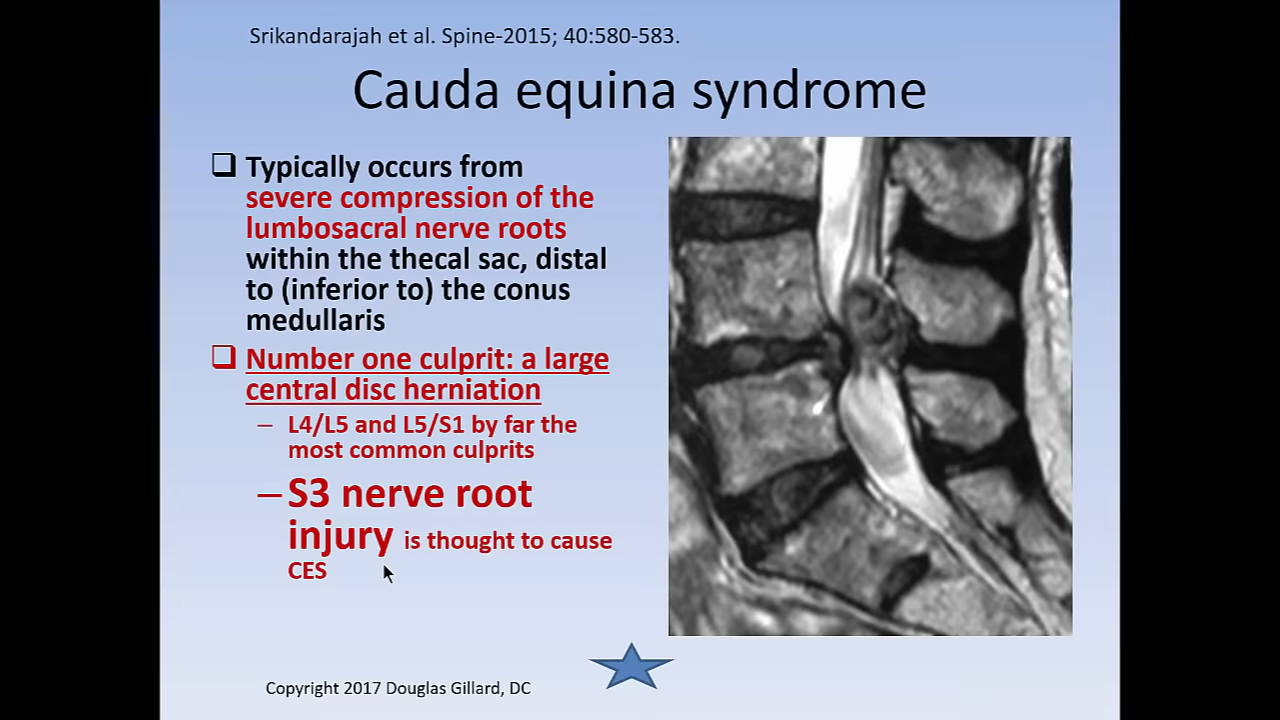 Srikandarajah et al. Spine-2015; 40:580-583.
Cauda equina syndrome
Typically occurs from
severe compression of the
lumbosacral nerve roots
within the thecal sac, distal
to (inferior to) the conus
medullaris
Number one culprit: a large
central disc herniation
– L4/L5 and L5/S1 by far the
most common culprits
– S3 nerve root
injury is thought to cause
CES
Copyright 2017 Douglas Gillard, DC